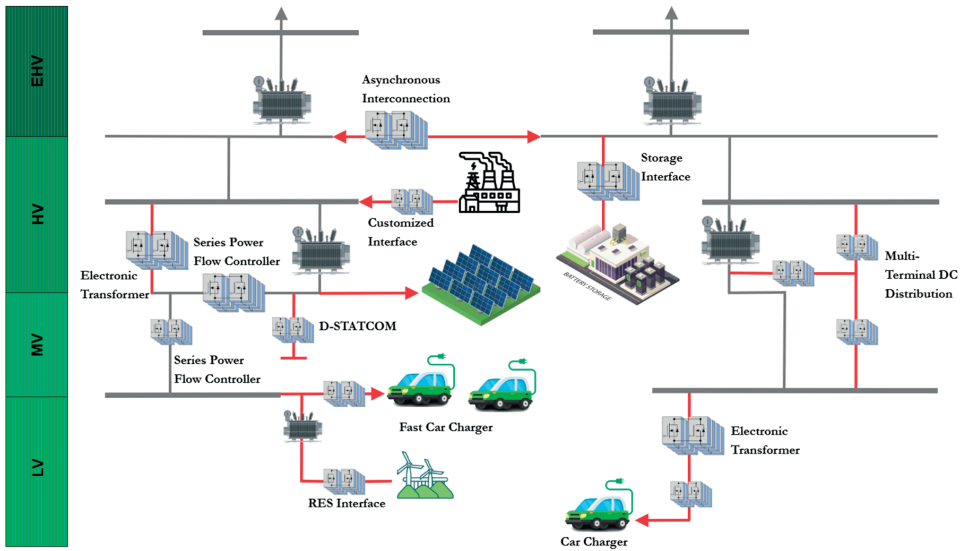 EHV
Asynchronous
Interconnection
HV
Storage
Interface
Customized
Interface
Series Power
Flow Controller
Electronic
Transformer
BATTERY STORAGE
Multi-
Terminal DC
Distribution
MV
D-STATCOM
Series Power
Flow Controller
Fast Car Charger
LV
Electronic
Transformer
RES Interface
Car Charger